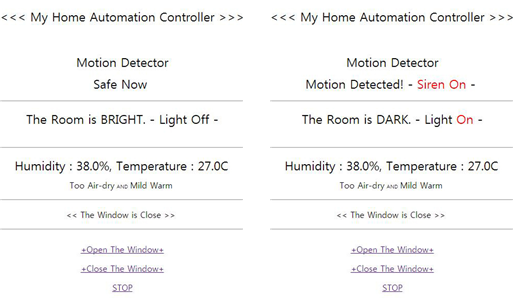 <<< My Home Automation Controller >>>
Motion Detector
Safe Now
The Room is BRIGHT. - Light Off -
Humidity : 38.0%, Temperature : 27.0C
Too Air-dry AND Mild Warm
<< The Window is Close >>
+Open The Window+
+Close The Window+
STOP
<<< My Home Automation Controller >>>
Motion Detector
Motion Detected! - Siren On -
The Room is DARK. - Light On -
Humidity : 38.0%, Temperature : 27.0C
Too Air-dry AND Mild Warm
<< The Window is Close >>
+Open The Window+
+Close The Window+
STOP